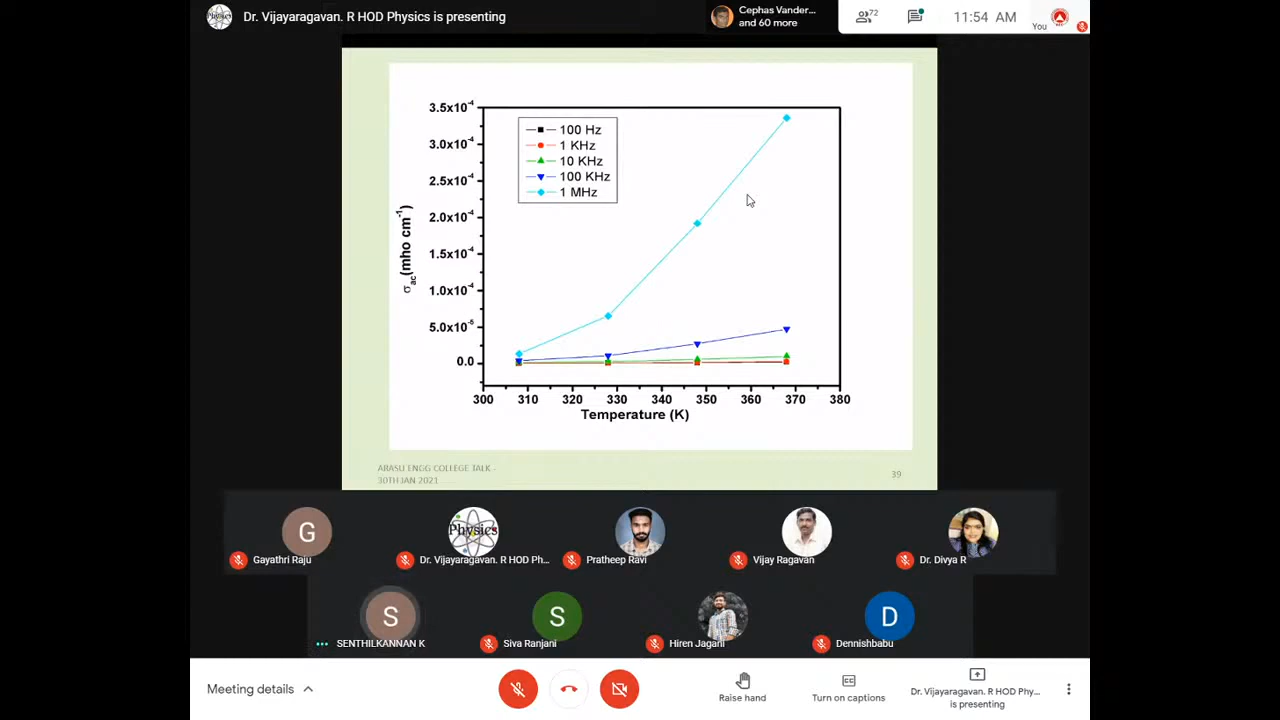 Physics
Dr. Vijayaragavan. R HOD Physics is presenting
Cephas Vander...
and 60 more
72
11:54 AM
You
3.5x10-4
3.0x10-4
2.5x10-4
2.0x10-4
1.5x10-4
1.0x10-4
5.0x10-5
0.0
σac(mho cm-1)
100 Hz
1 KHz
10 KHz
100 KHz
1 MHz
300 310 320 330 340 350 360 370 380
Temperature (K)
ARASU ENGG COLLEGE TALK -
30TH JAN 2021
39
G
Physics
Gayathri Raju
Dr. Vijayaragavan. R HOD Ph...
Pratheep Ravi
Vijay Ragavan
Dr. Divya R
S
S
D
SENTHILKANNAN K
Siva Ranjani
Hiren Jagani
Dennishbabu
Meeting details
Raise hand
Turn on captions
Dr. Vijayaragavan. R HOD Phy...
is presenting